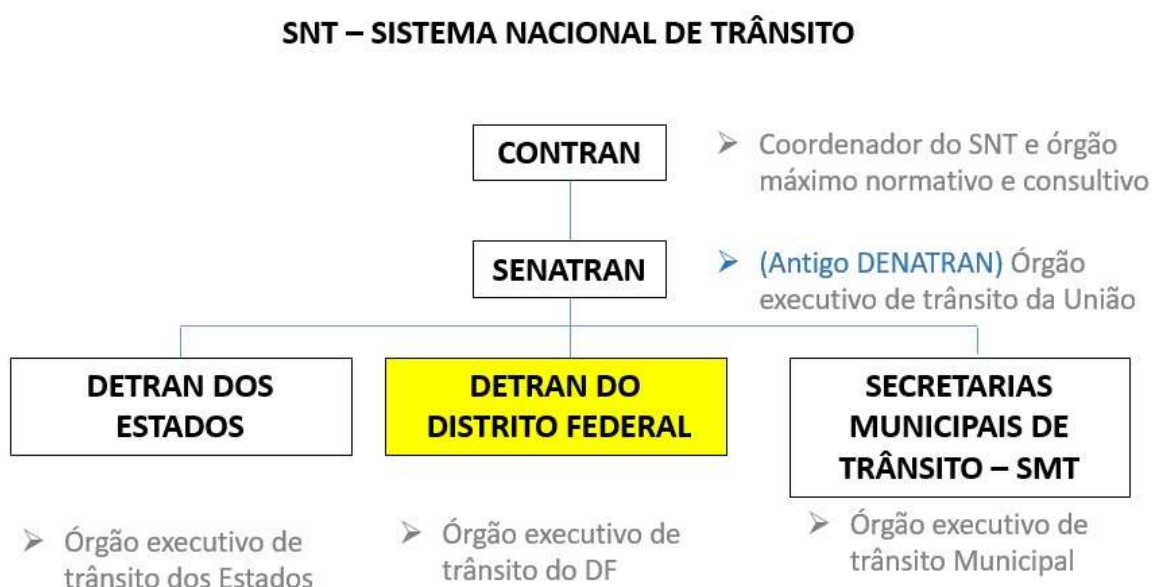 SNT – SISTEMA NACIONAL DE TRÂNSITO
CONTRAN
➢ Coordenador do SNT e órgão
máximo normativo e consultivo
SENATRAN
➢ (Antigo DENATRAN) Órgão
executivo de trânsito da União
DETRAN DOS
ESTADOS
➢ Órgão executivo de
trânsito dos Estados
DETRAN DO
DISTRITO FEDERAL
➢ Órgão executivo de
trânsito do DF
SECRETARIAS
MUNICIPAIS DE
TRÂNSITO – SMT
➢ Órgão executivo de
trânsito Municipal